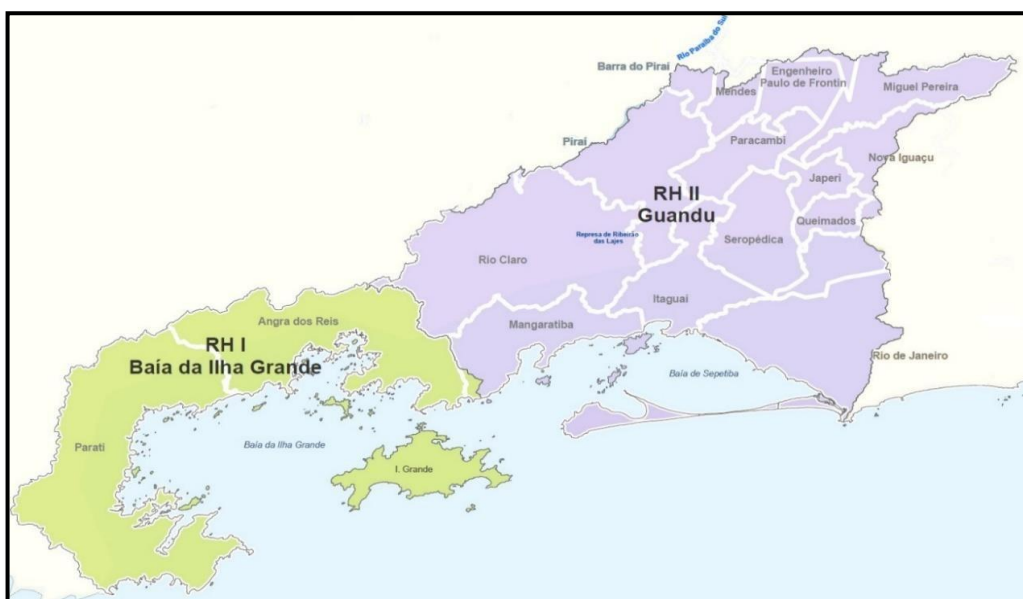 Rio Paraíba do Sul
Barra do Piraí
Engenheiro
Paulo de Frontin
Mendes
Miguel Pereira
Piraí
Paracambi
Nova Iguaçu
Japeri
RH II
Guandu
Queimados
Represa de Ribeirão
das Lajes
Seropédica
Rio Claro
Itaguaí
Angra dos Reis
Mangaratiba
RH I
Baía da Ilha Grande
Rio de Janeiro
Baía de Sepetiba
Parati
Baía da Ilha Grande
I. Grande